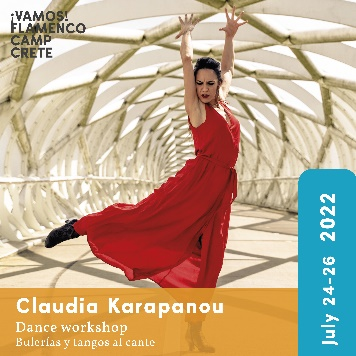 ¡VAMOS!
FLAMENCO
CAMP
CRETE
July 24-26 2022
Claudia Karapanou
Dance workshop
Bulerías y tangos al cante